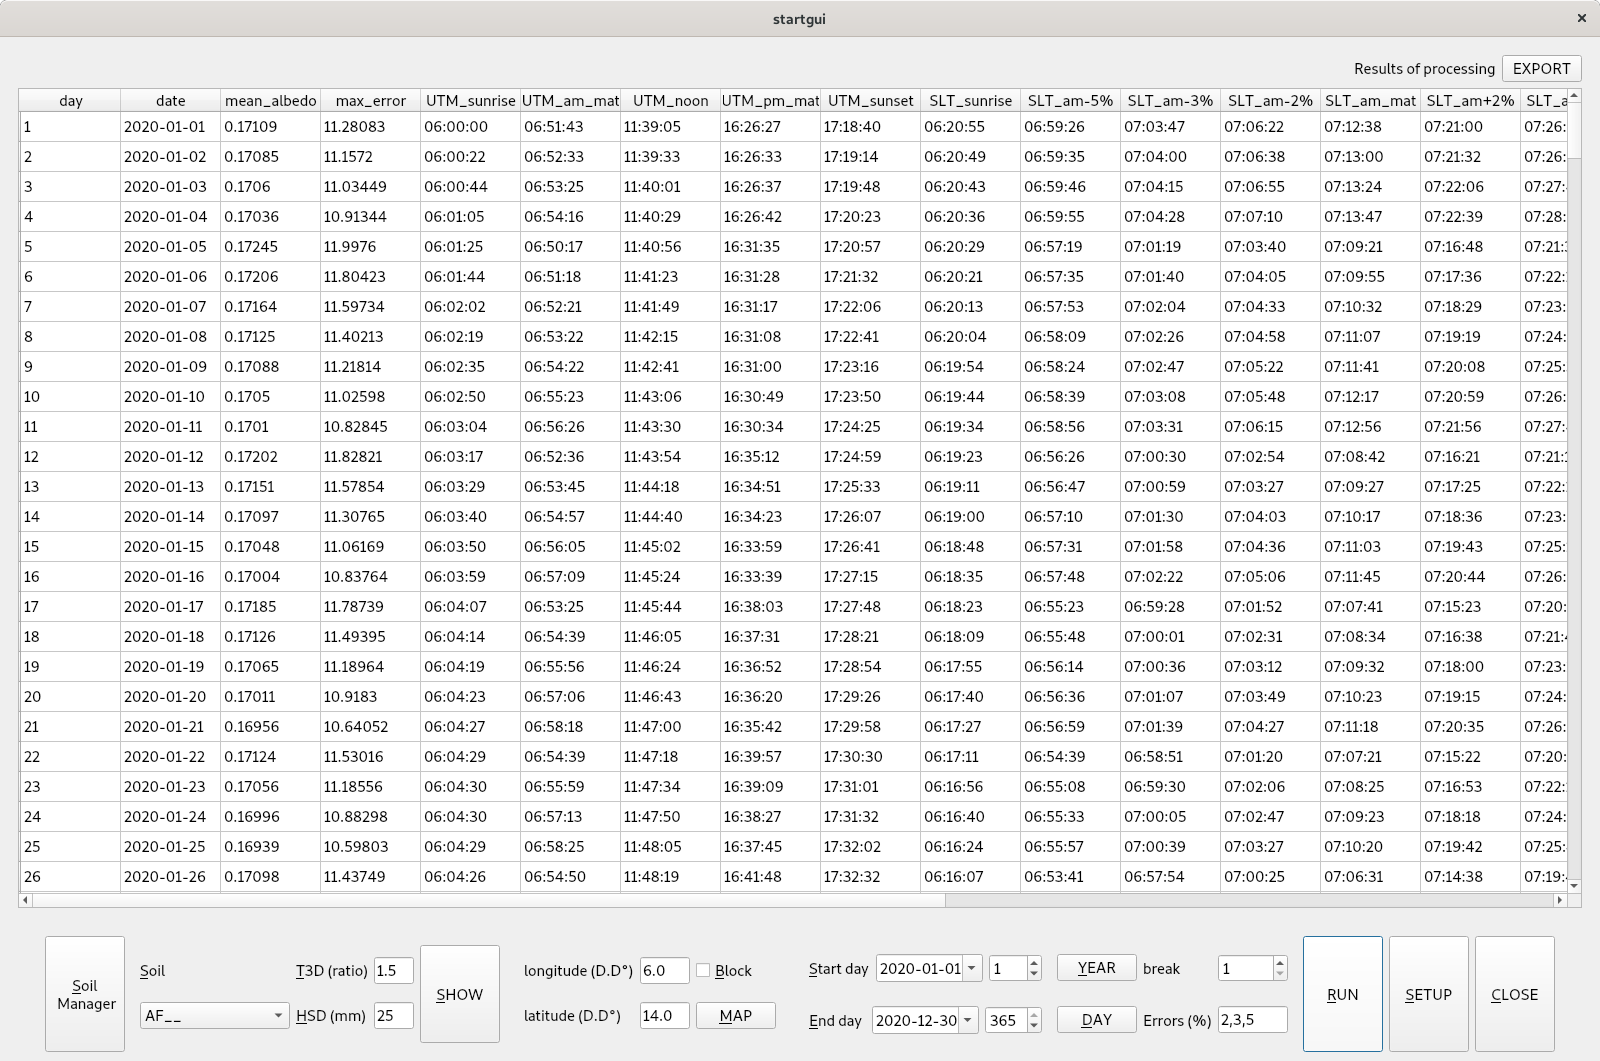 startgui
Results of processing EXPORT
day date mean_albedo max_error UTM_sunrise UTM_am_mat UTM_noon UTM_pm_mat UTM_sunset SLT_sunrise SLT_am-5% SLT_am-3% SLT_am-2% SLT_am_mat SLT_am+2% SLT_a
1 2020-01-01 0.17109 11.28083 06:00:00 06:51:43 11:39:05 16:26:27 17:18:40 06:20:55 06:59:26 07:03:47 07:06:22 07:12:38 07:21:00 07:26:
2 2020-01-02 0.17085 11.1572 06:00:22 06:52:33 11:39:33 16:26:33 17:19:14 06:20:49 06:59:35 07:04:00 07:06:38 07:13:00 07:21:32 07:26:
3 2020-01-03 0.1706 11.03449 06:00:44 06:53:25 11:40:01 16:26:37 17:19:48 06:20:43 06:59:46 07:04:15 07:06:55 07:13:24 07:22:06 07:27:
4 2020-01-04 0.17036 10.91344 06:01:05 06:54:16 11:40:29 16:26:42 17:20:23 06:20:36 06:59:55 07:04:28 07:07:10 07:13:47 07:22:39 07:28:
5 2020-01-05 0.17245 11.9976 06:01:25 06:50:17 11:40:56 16:31:35 17:20:57 06:20:29 06:57:19 07:01:19 07:03:40 07:09:21 07:16:48 07:21:
6 2020-01-06 0.17206 11.80423 06:01:44 06:51:18 11:41:23 16:31:28 17:21:32 06:20:21 06:57:35 07:01:40 07:04:05 07:09:55 07:17:36 07:22:
7 2020-01-07 0.17164 11.59734 06:02:02 06:52:21 11:41:49 16:31:17 17:22:06 06:20:13 06:57:53 07:02:04 07:04:33 07:10:32 07:18:29 07:23:
8 2020-01-08 0.17125 11.40213 06:02:19 06:53:22 11:42:15 16:31:08 17:22:41 06:20:04 06:58:09 07:02:26 07:04:58 07:11:07 07:19:19 07:24:
9 2020-01-09 0.17088 11.21814 06:02:35 06:54:22 11:42:41 16:31:00 17:23:16 06:19:54 06:58:24 07:02:47 07:05:22 07:11:41 07:20:08 07:25:
10 2020-01-10 0.1705 11.02598 06:02:50 06:55:23 11:43:06 16:30:49 17:23:50 06:19:44 06:58:39 07:03:08 07:05:48 07:12:17 07:20:59 07:26:
11 2020-01-11 0.1701 10.82845 06:03:04 06:56:26 11:43:30 16:30:34 17:24:25 06:19:34 06:58:56 07:03:31 07:06:15 07:12:56 07:21:56 07:27:
12 2020-01-12 0.17202 11.82821 06:03:17 06:52:36 11:43:54 16:35:12 17:24:59 06:19:23 06:56:26 07:00:30 07:02:54 07:08:42 07:16:21 07:21:
13 2020-01-13 0.17151 11.57854 06:03:29 06:53:45 11:44:18 16:34:51 17:25:33 06:19:11 06:56:47 07:00:59 07:03:27 07:09:27 07:17:25 07:22:
14 2020-01-14 0.17097 11.30765 06:03:40 06:54:57 11:44:40 16:34:23 17:26:07 06:19:00 06:57:10 07:01:30 07:04:03 07:10:17 07:18:36 07:23:
15 2020-01-15 0.17048 11.06169 06:03:50 06:56:05 11:45:02 16:33:59 17:26:41 06:18:48 06:57:31 07:01:58 07:04:36 07:11:03 07:19:43 07:25:
16 2020-01-16 0.17004 10.83764 06:03:59 06:57:09 11:45:24 16:33:39 17:27:15 06:18:35 06:57:48 07:02:22 07:05:06 07:11:45 07:20:44 07:26:
17 2020-01-17 0.17185 11.78739 06:04:07 06:53:25 11:45:44 16:38:03 17:27:48 06:18:23 06:55:23 06:59:28 07:01:52 07:07:41 07:15:23 07:20:
18 2020-01-18 0.17126 11.49395 06:04:14 06:54:39 11:46:05 16:37:31 17:28:21 06:18:09 06:55:48 07:00:01 07:02:31 07:08:34 07:16:38 07:21:
19 2020-01-19 0.17065 11.18964 06:04:19 06:55:56 11:46:24 16:36:52 17:28:54 06:17:55 06:56:14 07:00:36 07:03:12 07:09:32 07:18:00 07:23:
20 2020-01-20 0.17011 10.9183 06:04:23 06:57:06 11:46:43 16:36:20 17:29:26 06:17:40 06:56:36 07:01:07 07:03:49 07:10:23 07:19:15 07:24:
21 2020-01-21 0.16956 10.64052 06:04:27 06:58:18 11:47:00 16:35:42 17:29:58 06:17:27 06:56:59 07:01:39 07:04:27 07:11:18 07:20:35 07:26:
22 2020-01-22 0.17124 11.53016 06:04:29 06:54:39 11:47:18 16:39:57 17:30:30 06:17:11 06:54:39 06:58:51 07:01:20 07:07:21 07:15:22 07:20:
23 2020-01-23 0.17056 11.18556 06:04:30 06:55:59 11:47:34 16:39:09 17:31:01 06:16:56 06:55:08 06:59:30 07:02:06 07:08:25 07:16:53 07:22:
24 2020-01-24 0.16996 10.88298 06:04:30 06:57:13 11:47:50 16:38:27 17:31:32 06:16:40 06:55:33 07:00:05 07:02:47 07:09:23 07:18:18 07:24:
25 2020-01-25 0.16939 10.59803 06:04:29 06:58:25 11:48:05 16:37:45 17:32:02 06:16:24 06:55:57 07:00:39 07:03:27 07:10:20 07:19:42 07:25:
26 2020-01-26 0.17098 11.43749 06:04:26 06:54:50 11:48:19 16:41:48 17:32:32 06:16:07 06:53:41 06:57:54 07:00:25 07:06:31 07:14:38 07:19:
Soil Manager
Soil T3D (ratio) 1.5
AF__ HSD (mm) 25
SHOW
longitude (D.D°) 6.0 Block
latitude (D.D°) 14.0 MAP
Start day 2020-01-01 1 YEAR break 1
End day 2020-12-30 365 DAY Errors (%) 2,3,5
RUN SETUP CLOSE